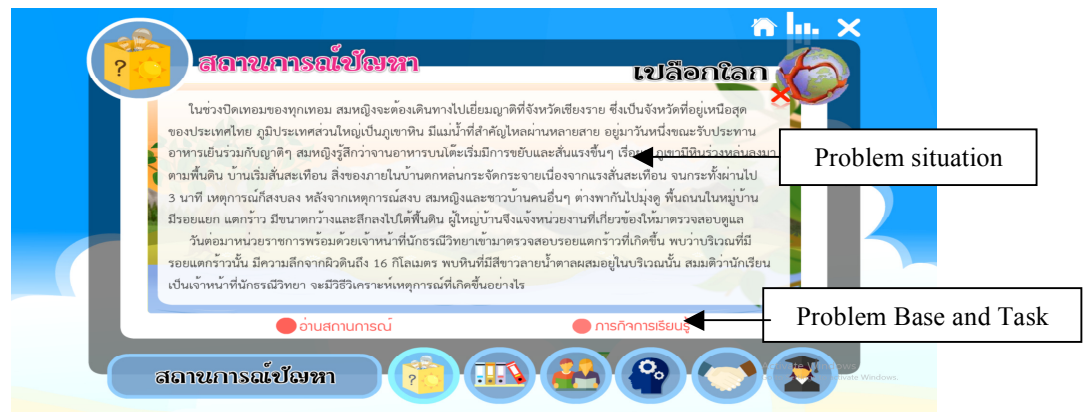 สถานการณ์ปัญหา
เปลือกโลก
?
ในช่วงปิดเทอมของทุกเทอม สมหญิงจะต้องเดินทางไปเยี่ยมญาติที่จังหวัดเชียงราย ซึ่งเป็นจังหวัดที่อยู่เหนือสุด
ของประเทศไทย ภูมิประเทศส่วนใหญ่เป็นภูเขาหิน มีแม่น้ำที่สำคัญไหลผ่านหลายสาย อยู่มาวันหนึ่งขณะรับประทาน
อาหารเย็นร่วมกับญาติๆ สมหญิงรู้สึกว่าจานอาหารบนโต๊ะเริ่มมีการขยับและสั่นแรงขึ้นๆ ภูเขามีหินร่วงหล่นลงมา
Problem situation
ตามพื้นดิน บ้านเริ่มสั่นสะเทือน สิ่งของภายในบ้านตกหล่นกระจัดกระจายเนื่องจากแรงสั่นสะเทือน จนกระทั่งผ่านไป
3 นาที เหตุการณ์ก็สงบลง หลังจากเหตุการณ์สงบ สมหญิงและชาวบ้านคนอื่นๆ ต่างพากันไปมุ่งดู พื้นถนนในหมู่บ้าน
มีรอยแยก แตกร้าว มีขนาดกว้างและลึกลงไปใต้พื้นดิน ผู้ใหญ่บ้านจึงแจ้งหน่วยงานที่เกี่ยวข้องให้มาตรวจสอบดูแล
วันต่อมาหน่วยราชการพร้อมด้วยเจ้าหน้าที่นักธรณีวิทยาเข้ามาตรวจสอบรอยแตกร้าวที่เกิดขึ้น พบว่าบริเวณที่มี
รอยแตกร้าวนั้น มีความลึกจากผิวดินถึง 16 กิโลเมตร พบหินที่มีสีขาวลายน้ำตาลผสมอยู่ในบริเวณนั้น สมมติว่านักเรียน
เป็นเจ้าหน้าที่นักธรณีวิทยา จะมีวิธีวิเคราะห์เหตุการณ์ที่เกิดขึ้นอย่างไร
อ่านสถานการณ์
ภารกิจการเรียนรู้
Problem Base and Task
สถานการณ์ปัญหา
?